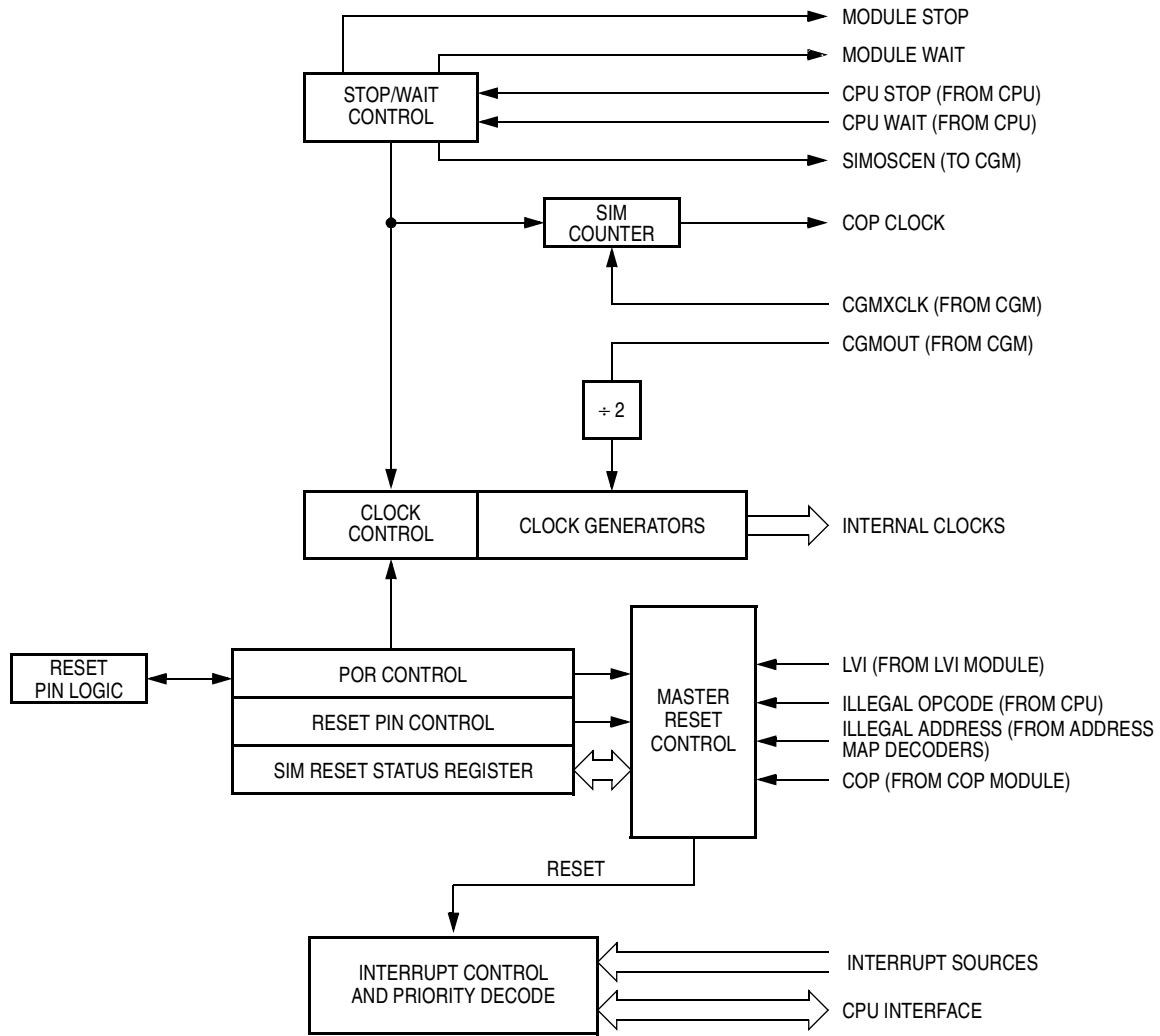 MODULE STOP
MODULE WAIT
STOP/WAIT
CONTROL
CPU STOP (FROM CPU)
CPU WAIT (FROM CPU)
SIMOSCEN (TO CGM)
SIM
COUNTER
COP CLOCK
CGMXCLK (FROM CGM)
CGMOUT (FROM CGM)
÷ 2
CLOCK
CONTROL
CLOCK GENERATORS
INTERNAL CLOCKS
RESET
PIN LOGIC
POR CONTROL
RESET PIN CONTROL
SIM RESET STATUS REGISTER
MASTER
RESET
CONTROL
LVI (FROM LVI MODULE)
ILLEGAL OPCODE (FROM CPU)
ILLEGAL ADDRESS (FROM ADDRESS
MAP DECODERS)
COP (FROM COP MODULE)
RESET
INTERRUPT CONTROL
AND PRIORITY DECODE
INTERRUPT SOURCES
CPU INTERFACE